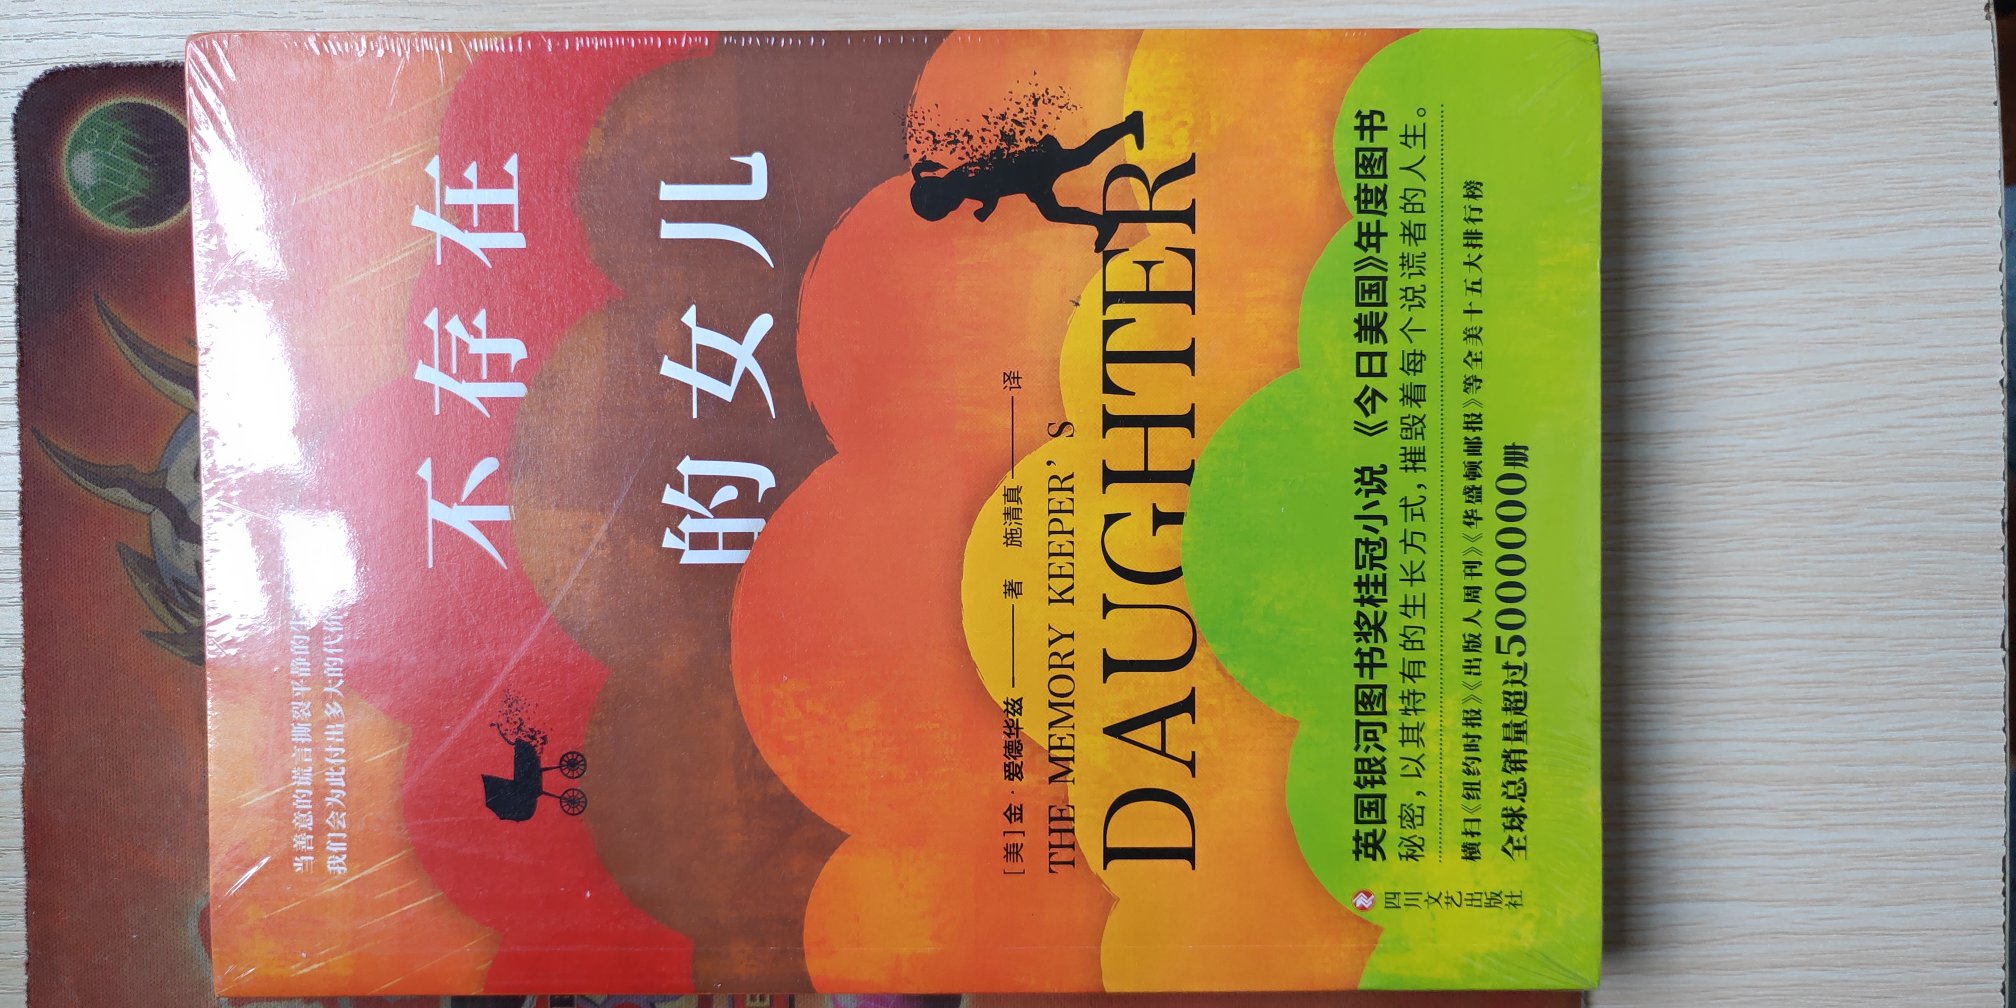 当善意的谎言撕裂平静的生
我们会为此付出多大的代价
不存在
的女儿
[美]金·爱德华兹——著 施清真——译
THE MEMORY KEEPER'S
DAUGHTER
英国银河图书奖桂冠小说 《今日美国》年度图书
秘密，以其特有的生长方式，摧毁着每个说谎者的人生。
横扫《纽约时报》《出版人周刊》《华盛顿邮报》等全美十五大排行榜
全球总销量超过5000000册
四川文艺出版社